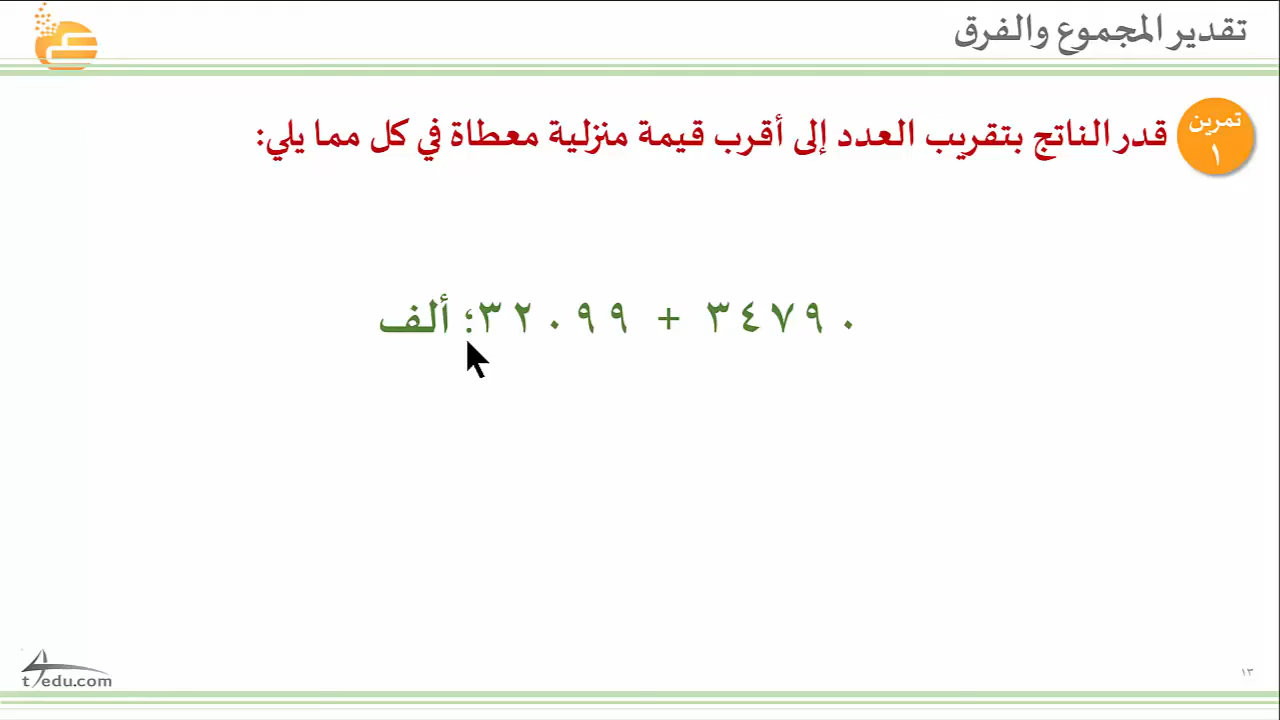 تقدير المجموع والفرق
تمرين
١
قدر الناتج بتقريب العدد إلى أقرب قيمة منزلية معطاة في كل مما يلي:
٣٤٧٩٠ + ٣٢٠٩٩؛ ألف
t4edu.com
١٣